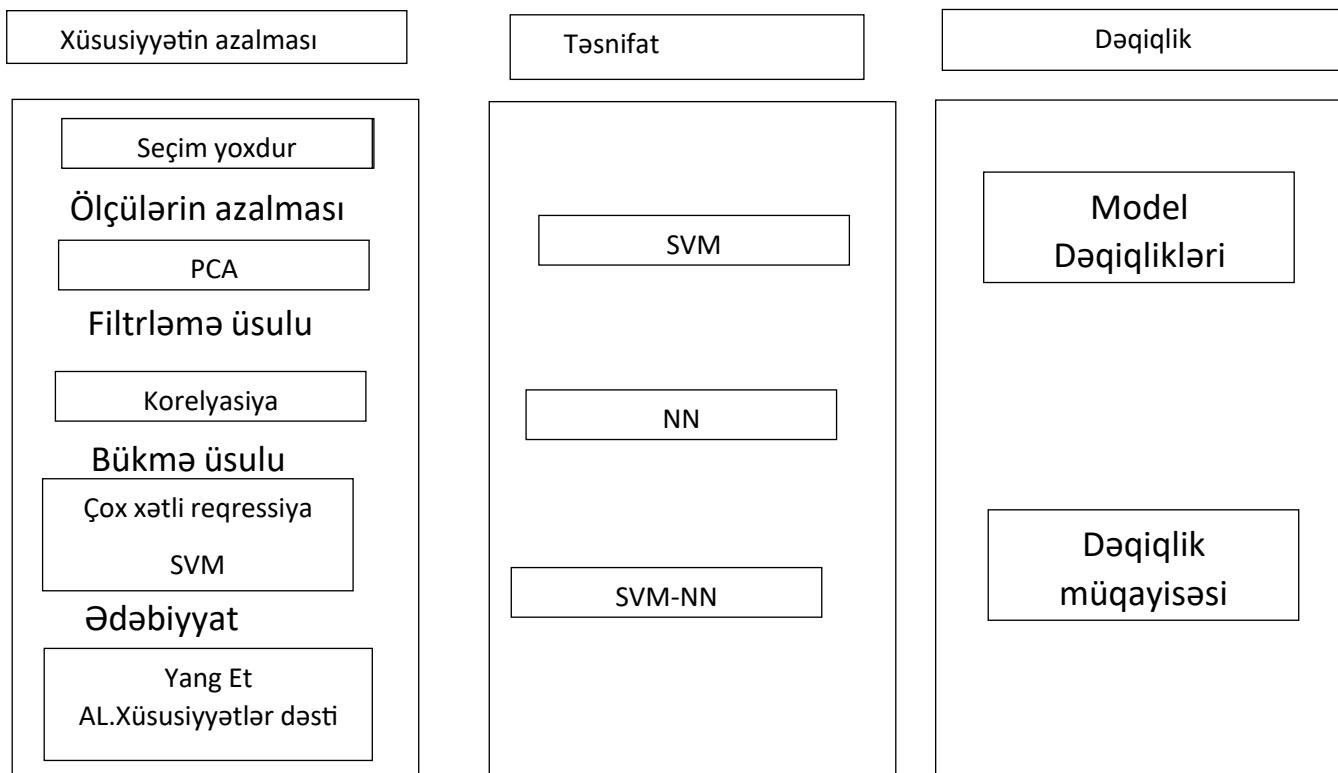 Xüsusiyyətin azalması
Təsnifat
Dəqiqlik
Seçim yoxdur
Ölçülərin azalması
PCA
Filtrləmə üsulu
Korelyasiya
Bükmə üsulu
Çox xətli reqressiya
SVM
Ədəbiyyat
Yang Et
AL.Xüsusiyyətlər dəsti
SVM
NN
SVM-NN
Model
Dəqiqlikləri
Dəqiqlik
müqayisəsi